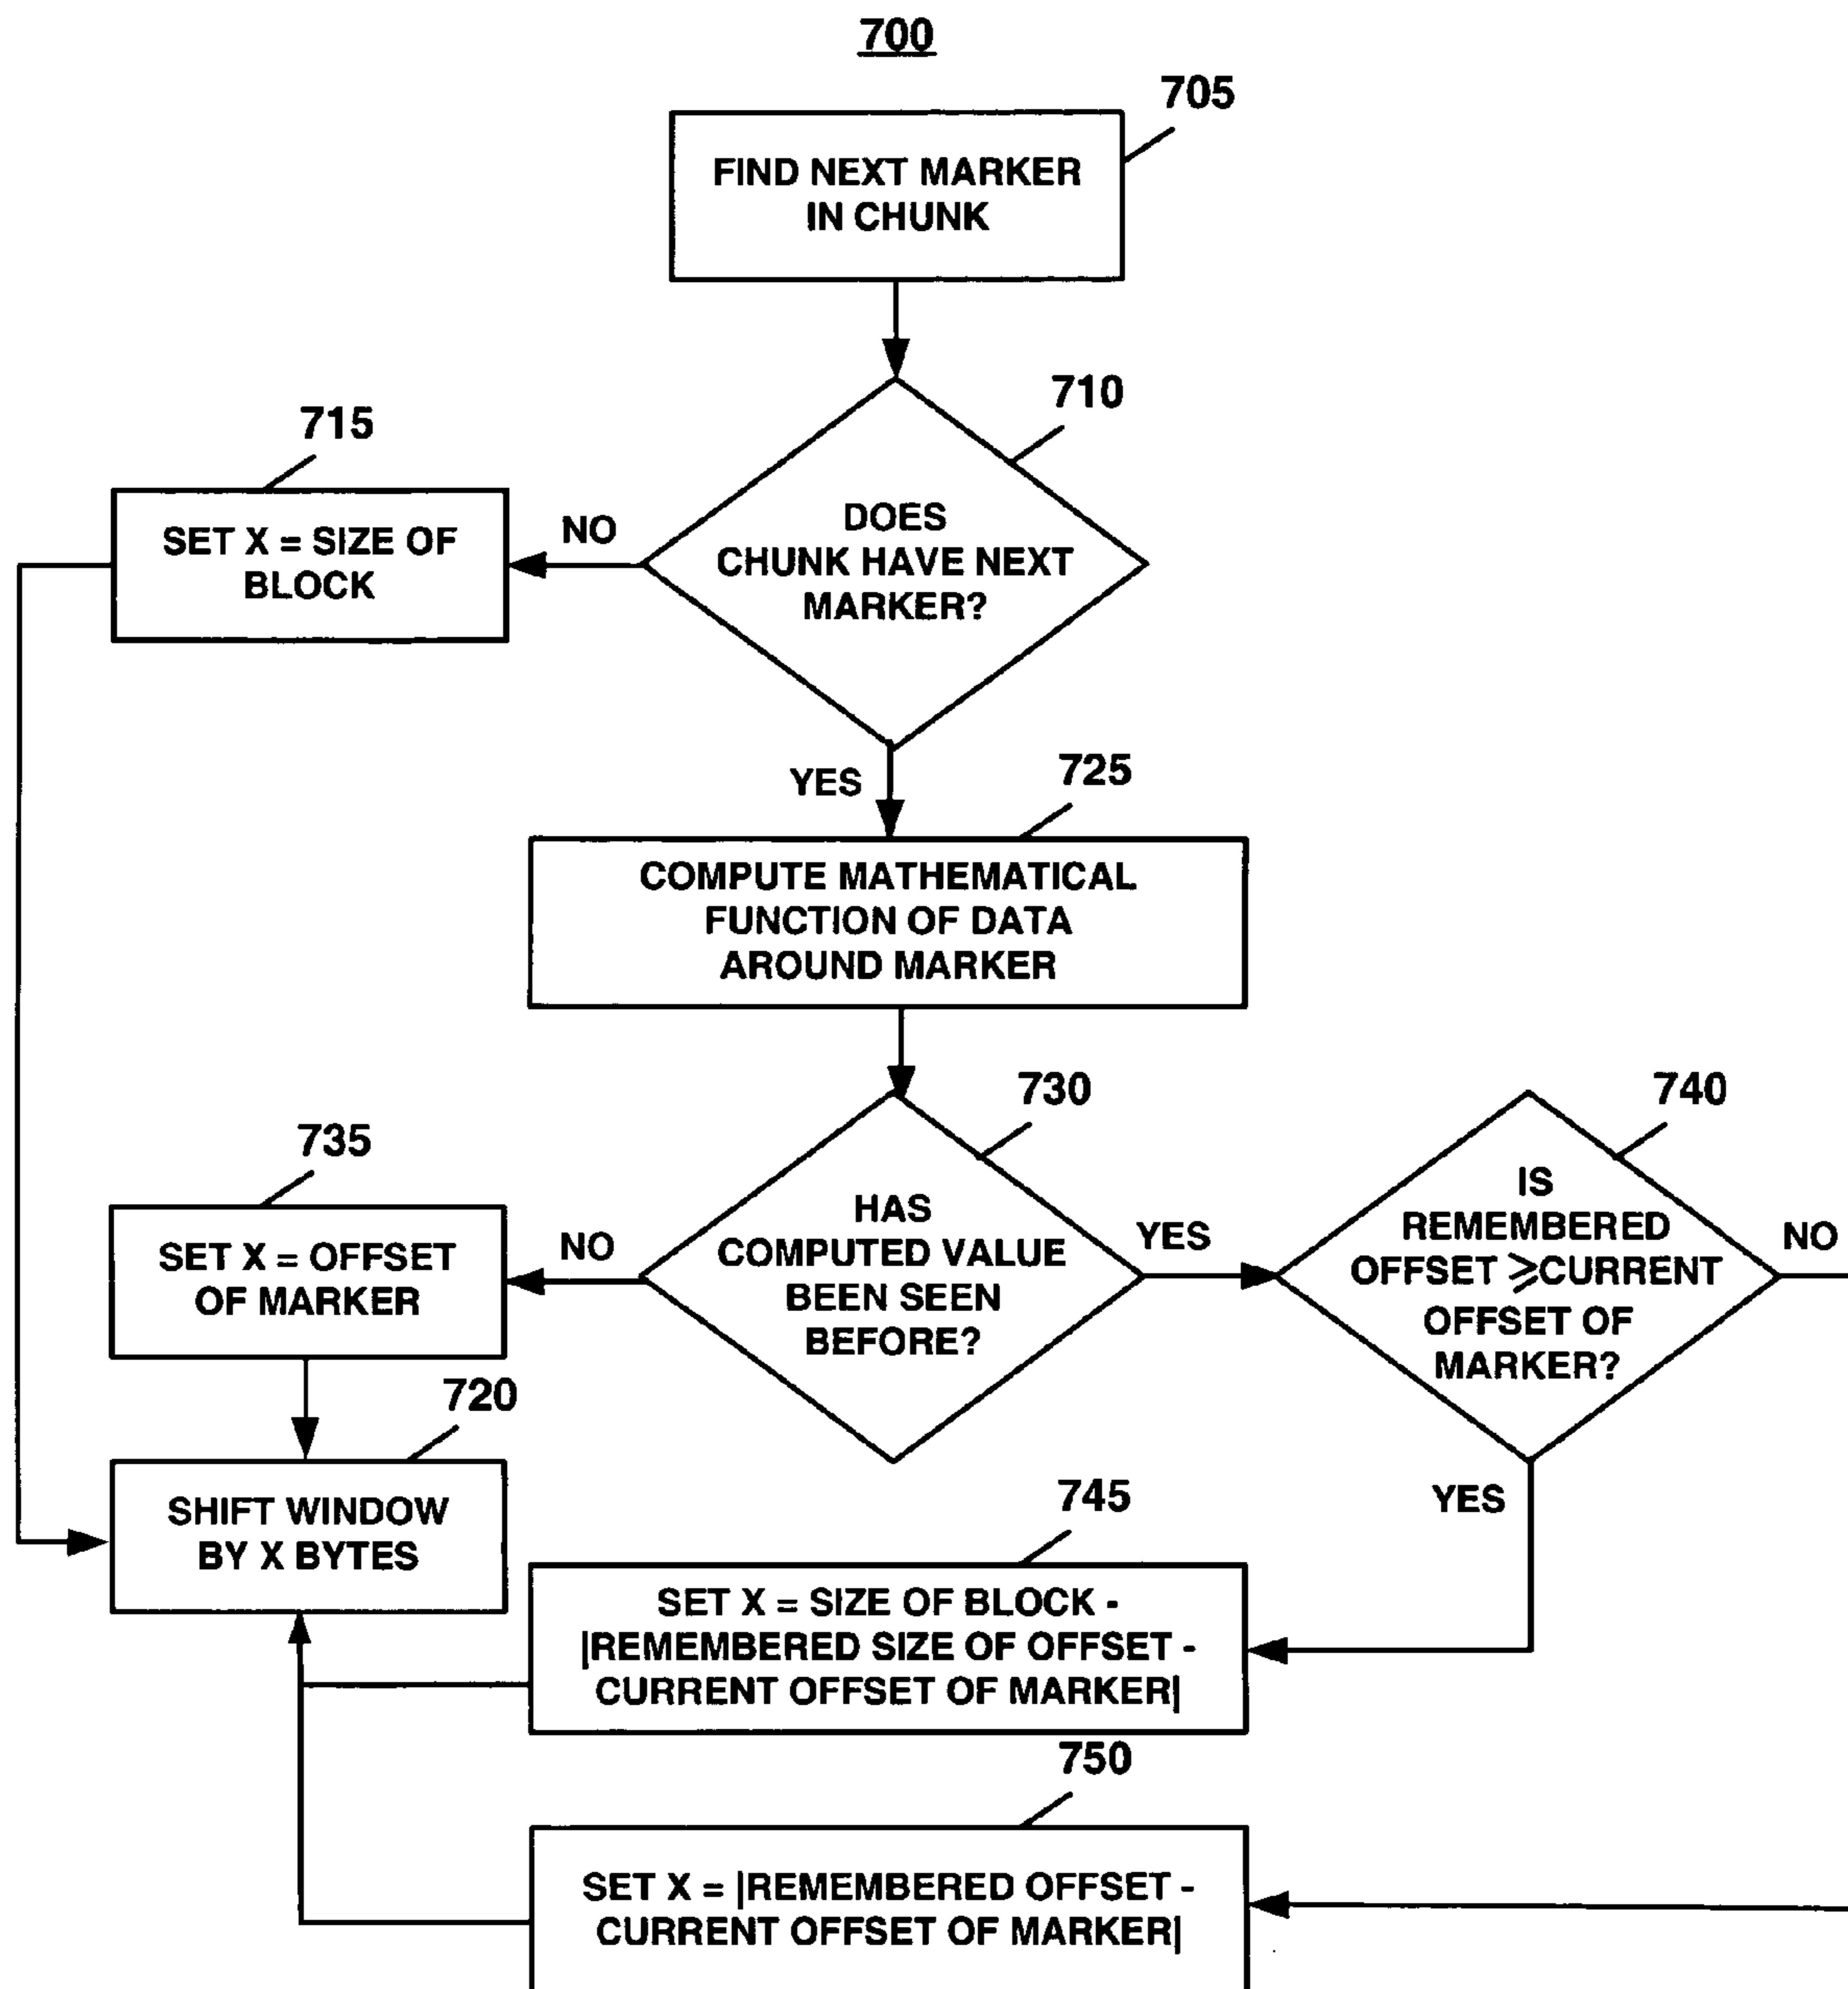 700
705
FIND NEXT MARKER
IN CHUNK
710
DOES
CHUNK HAVE NEXT
MARKER?
715
SET X = SIZE OF
BLOCK
NO
YES
725
COMPUTE MATHEMATICAL
FUNCTION OF DATA
AROUND MARKER
730
HAS
COMPUTED VALUE
BEEN SEEN
BEFORE?
735
SET X = OFFSET
OF MARKER
NO
YES
740
IS
REMEMBERED
OFFSET ⩾CURRENT
OFFSET OF
MARKER?
NO
YES
720
SHIFT WINDOW
BY X BYTES
745
SET X = SIZE OF BLOCK -
|REMEMBERED SIZE OF OFFSET -
CURRENT OFFSET OF MARKER|
750
SET X = |REMEMBERED OFFSET -
CURRENT OFFSET OF MARKER|